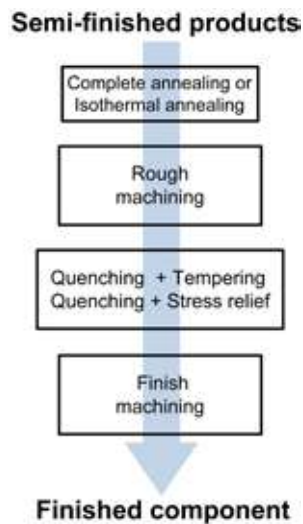 Semi-finished products
Complete annealing or
Isothermal annealing
Rough
machining
Quenching + Tempering
Quenching + Stress relief
Finish
machining
Finished component